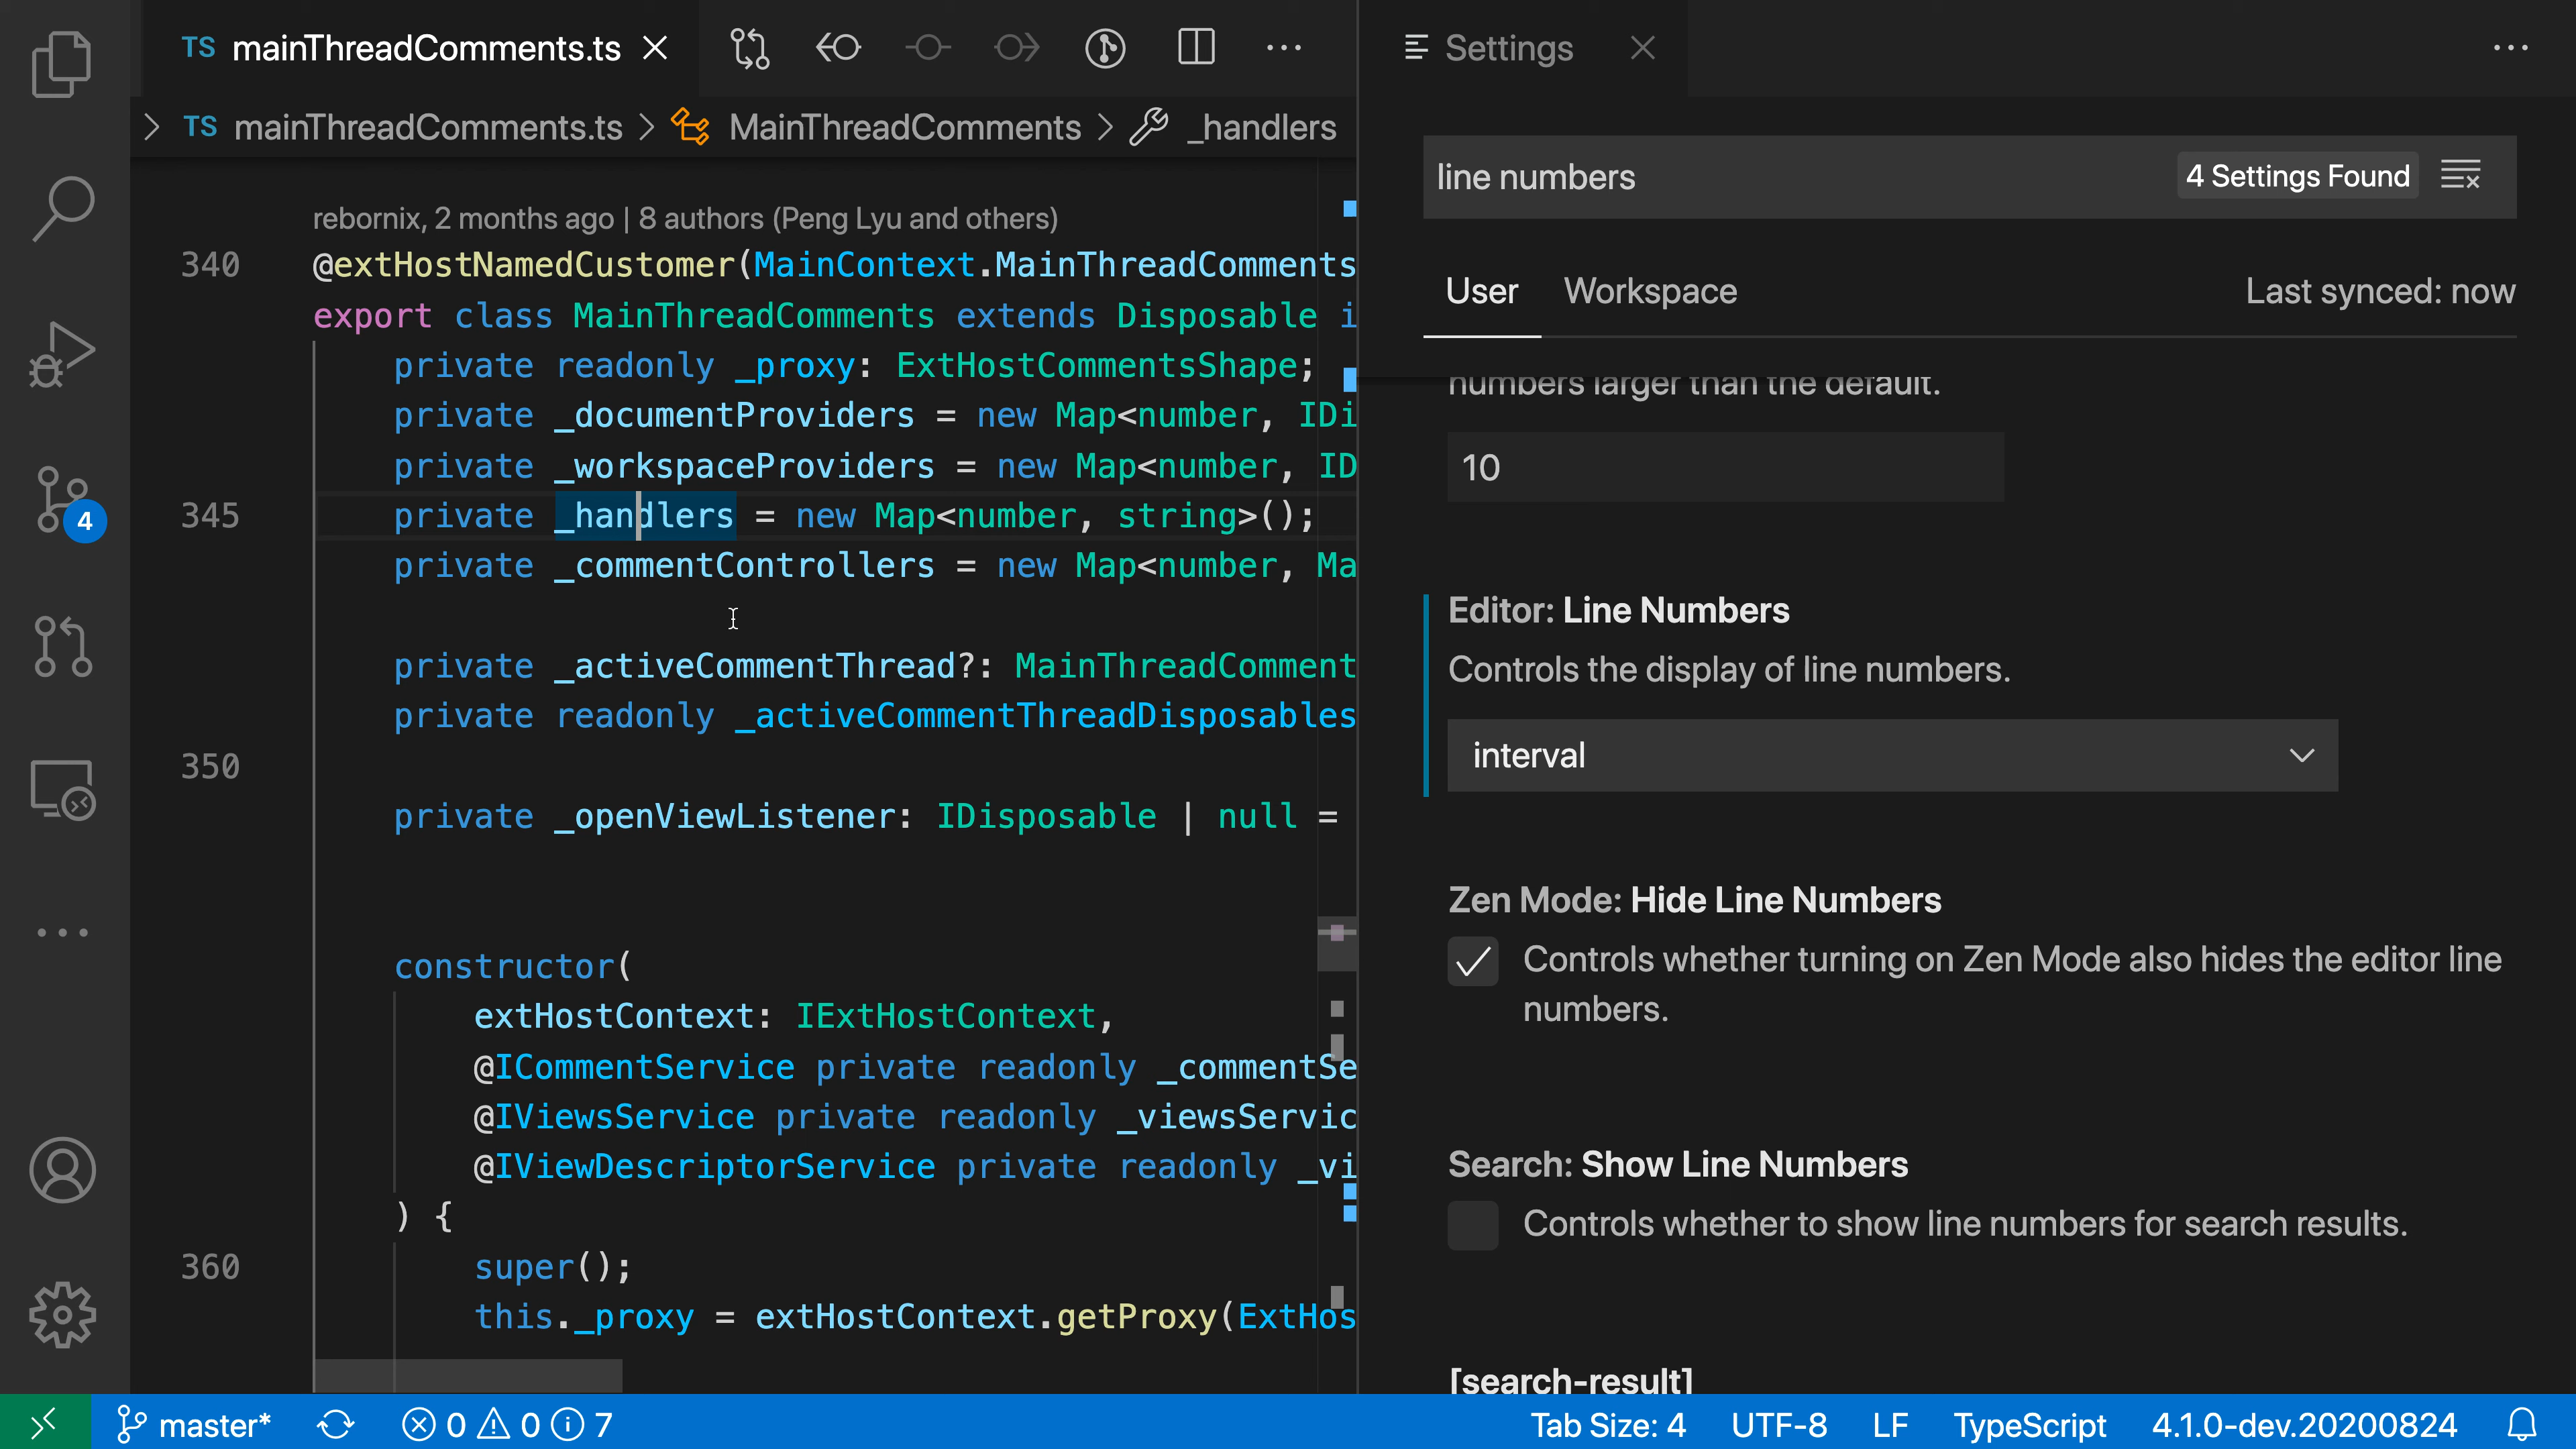 TS mainThreadComments.ts
TS mainThreadComments.ts > MainThreadComments > _handlers
rebornix, 2 months ago | 8 authors (Peng Lyu and others)
340 @extHostNamedCustomer(MainContext.MainThreadComments
export class MainThreadComments extends Disposable i
private readonly _proxy: ExtHostCommentsShape;
private _documentProviders = new Map<number, IDi
private _workspaceProviders = new Map<number, ID
345 private _handlers = new Map<number, string>();
private _commentControllers = new Map<number, Ma
private _activeCommentThread?: MainThreadComment
private readonly _activeCommentThreadDisposables
350
private _openViewListener: IDisposable | null =
constructor(
extHostContext: IExtHostContext,
@ICommentService private readonly _commentSe
@IViewsService private readonly _viewsServic
@IViewDescriptorService private readonly _vi
) {
360 super();
this._proxy = extHostContext.getProxy(ExtHos
4
Settings
line numbers
4 Settings Found
User Workspace Last synced: now
numbers larger than the default.
10
Editor: Line Numbers
Controls the display of line numbers.
interval
Zen Mode: Hide Line Numbers
Controls whether turning on Zen Mode also hides the editor line
numbers.
Search: Show Line Numbers
Controls whether to show line numbers for search results.
[search-result]
master* 0 0 7 Tab Size: 4 UTF-8 LF TypeScript 4.1.0-dev.20200824